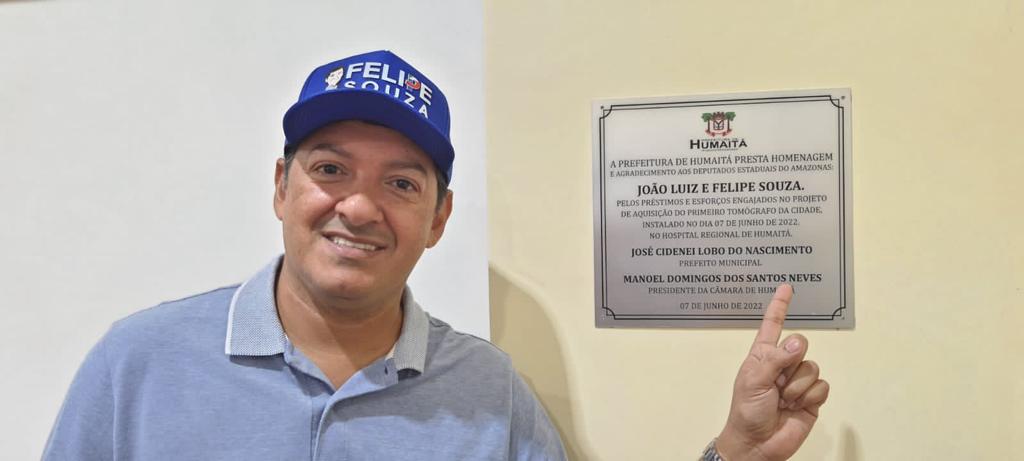 FELIPE
SOUZA
HUMAITÁ
A PREFEITURA DE HUMAITÁ PRESTA HOMENAGEM
E AGRADECIMENTO AOS DEPUTADOS ESTADUAIS DO AMAZONAS:
JOÃO LUIZ E FELIPE SOUZA.
PELOS PRÉSTIMOS E ESFORÇOS ENGAJADOS NO PROJETO
DE AQUISIÇÃO DO PRIMEIRO TOMÓGRAFO DA CIDADE,
INSTALADO NO DIA 07 DE JUNHO DE 2022.
NO HOSPITAL REGIONAL DE HUMAITÁ.
JOSÉ CIDENEI LOBO DO NASCIMENTO
PREFEITO MUNICIPAL
MANOEL DOMINGOS DOS SANTOS NEVES
PRESIDENTE DA CÂMARA DE
07 DE JUNHO DE 2022